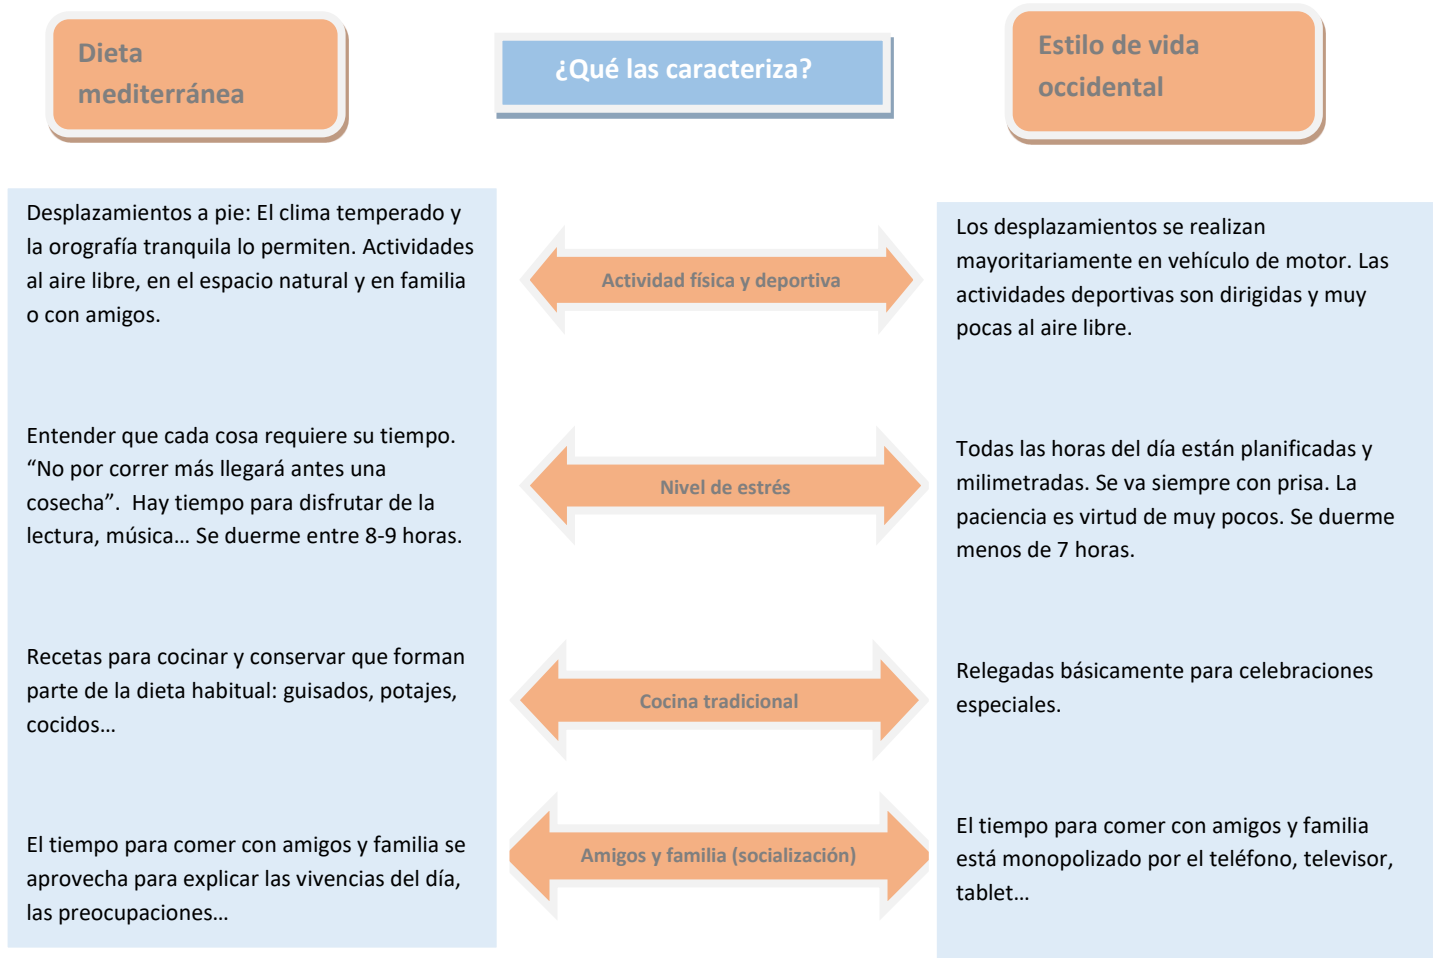 Dieta
mediterránea
¿Qué las caracteriza?
Estilo de vida
occidental
Desplazamientos a pie: El clima temperado y
la orografía tranquila lo permiten. Actividades
al aire libre, en el espacio natural y en familia
o con amigos.
Actividad física y deportiva
Los desplazamientos se realizan
mayoritariamente en vehículo de motor. Las
actividades deportivas son dirigidas y muy
pocas al aire libre.
Entender que cada cosa requiere su tiempo.
“No por correr más llegará antes una
cosecha”.  Hay tiempo para disfrutar de la
lectura, música… Se duerme entre 8-9 horas.
Nivel de estrés
Todas las horas del día están planificadas y
milimetradas. Se va siempre con prisa. La
paciencia es virtud de muy pocos. Se duerme
menos de 7 horas.
Recetas para cocinar y conservar que forman
parte de la dieta habitual: guisados, potajes,
cocidos…
Cocina tradicional
Relegadas básicamente para celebraciones
especiales.
El tiempo para comer con amigos y familia se
aprovecha para explicar las vivencias del día,
las preocupaciones…
Amigos y familia (socialización)
El tiempo para comer con amigos y familia
está monopolizado por el teléfono, televisor,
tablet…